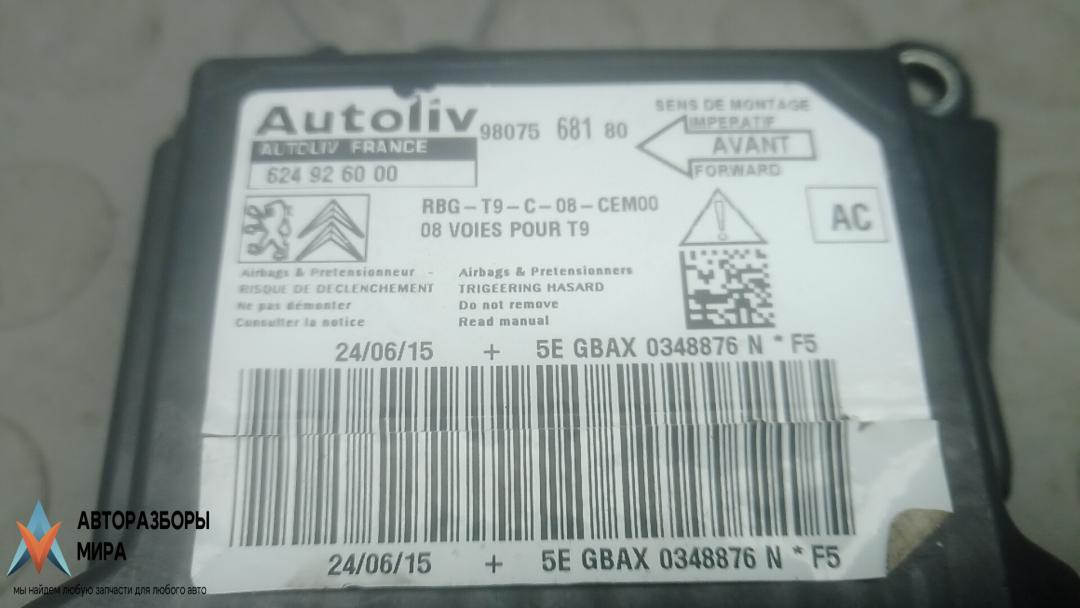 Autoliv
98075 681 80
AUTOLIV FRANCE
624 92 60 00
SENS DE MONTAGE
IMPERATIF
AVANT
FORWARD
RBG-T9-C-08-CEM00
08 VOIES POUR T9
AC
Airbags & Pretensionneur -
RISQUE DE DECLENCHEMENT
Ne pas démonter
Consulter la notice
Airbags & Pretensionners
TRIGEERING HASARD
Do not remove
Read manual
24/06/15 + 5E GBAX 0348876 N * F5
24/06/15 + 5E GBAX 0348876 N * F5
АВТОРАЗБОРЫ
МИРА
мы найдем любую запчасти для любого авто